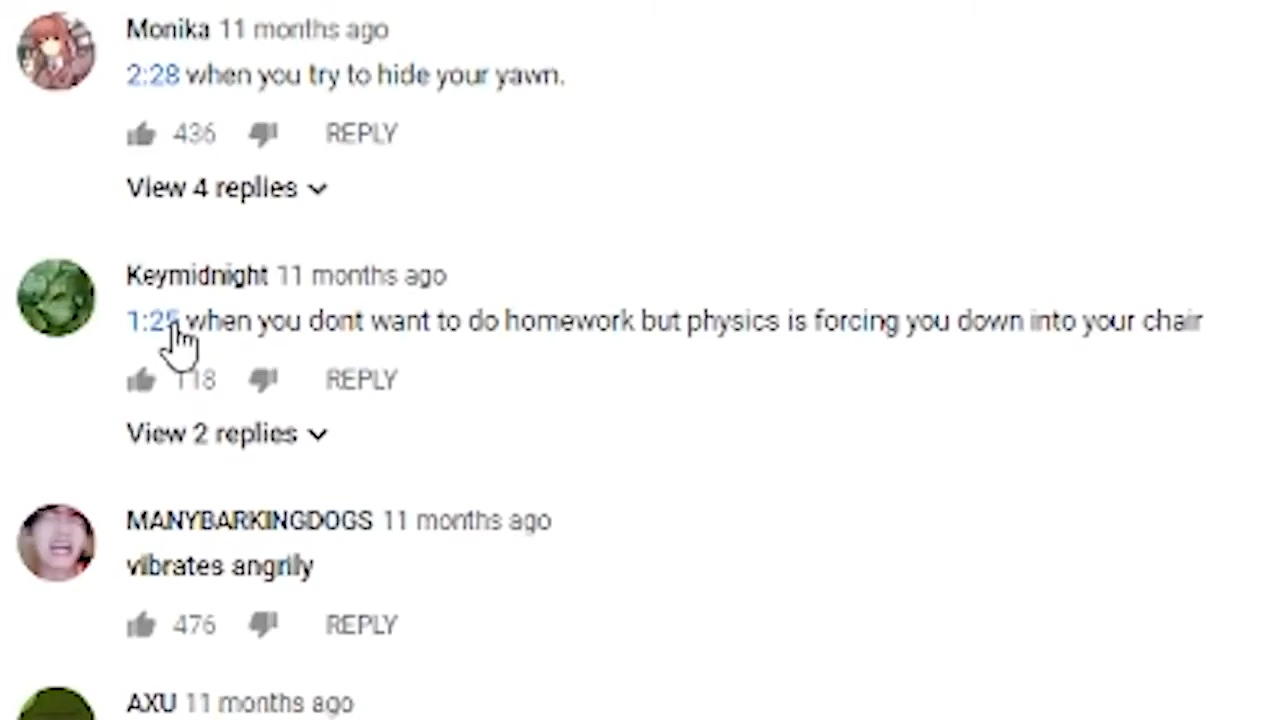 Monika 11 months ago
2:28 when you try to hide your yawn.
436 REPLY
View 4 replies
Keymidnight 11 months ago
1:25 when you dont want to do homework but physics is forcing you down into your chair
118 REPLY
View 2 replies
MANYBARKINGDOGS 11 months ago
vibrates angrily
476 REPLY
AXU 11 months ago